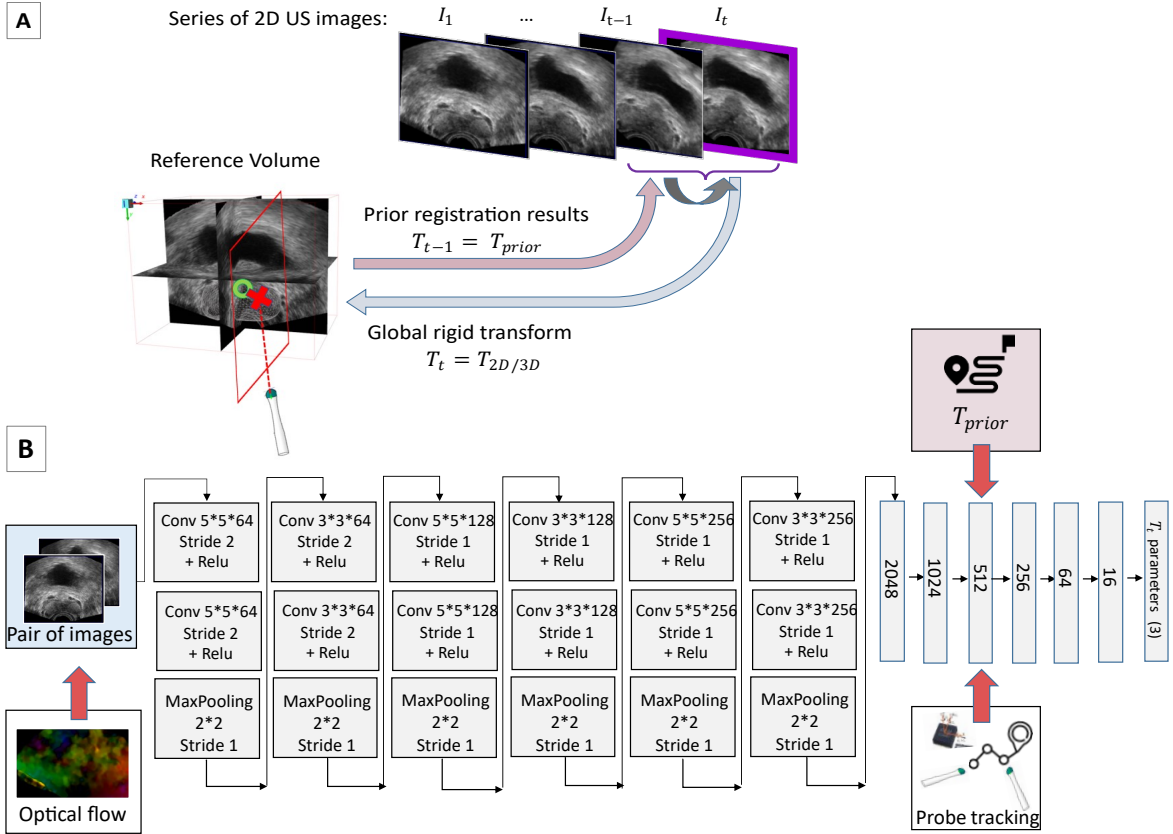 A
Series of 2D US images:
I₁ ... Iₜ₋₁ Iₜ
Reference Volume
Prior registration results
Tₜ₋₁ = T_prior
Global rigid transform
Tₜ = T_2D/3D
B
T_prior
Pair of images
Optical flow
Conv 5*5*64
Stride 2
+ Relu
Conv 5*5*64
Stride 2
+ Relu
MaxPooling
2*2
Stride 1
Conv 3*3*64
Stride 2
+ Relu
Conv 3*3*64
Stride 2
+ Relu
MaxPooling
2*2
Stride 1
Conv 5*5*128
Stride 1
+ Relu
Conv 5*5*128
Stride 1
+ Relu
MaxPooling
2*2
Stride 1
Conv 3*3*128
Stride 1
+ Relu
Conv 3*3*128
Stride 1
+ Relu
MaxPooling
2*2
Stride 1
Conv 5*5*256
Stride 1
+ Relu
Conv 5*5*256
Stride 1
+ Relu
MaxPooling
2*2
Stride 1
Conv 3*3*256
Stride 1
+ Relu
Conv 3*3*256
Stride 1
+ Relu
MaxPooling
2*2
Stride 1
2048
1024
512
256
64
16
Tₜ parameters (3)
Probe tracking